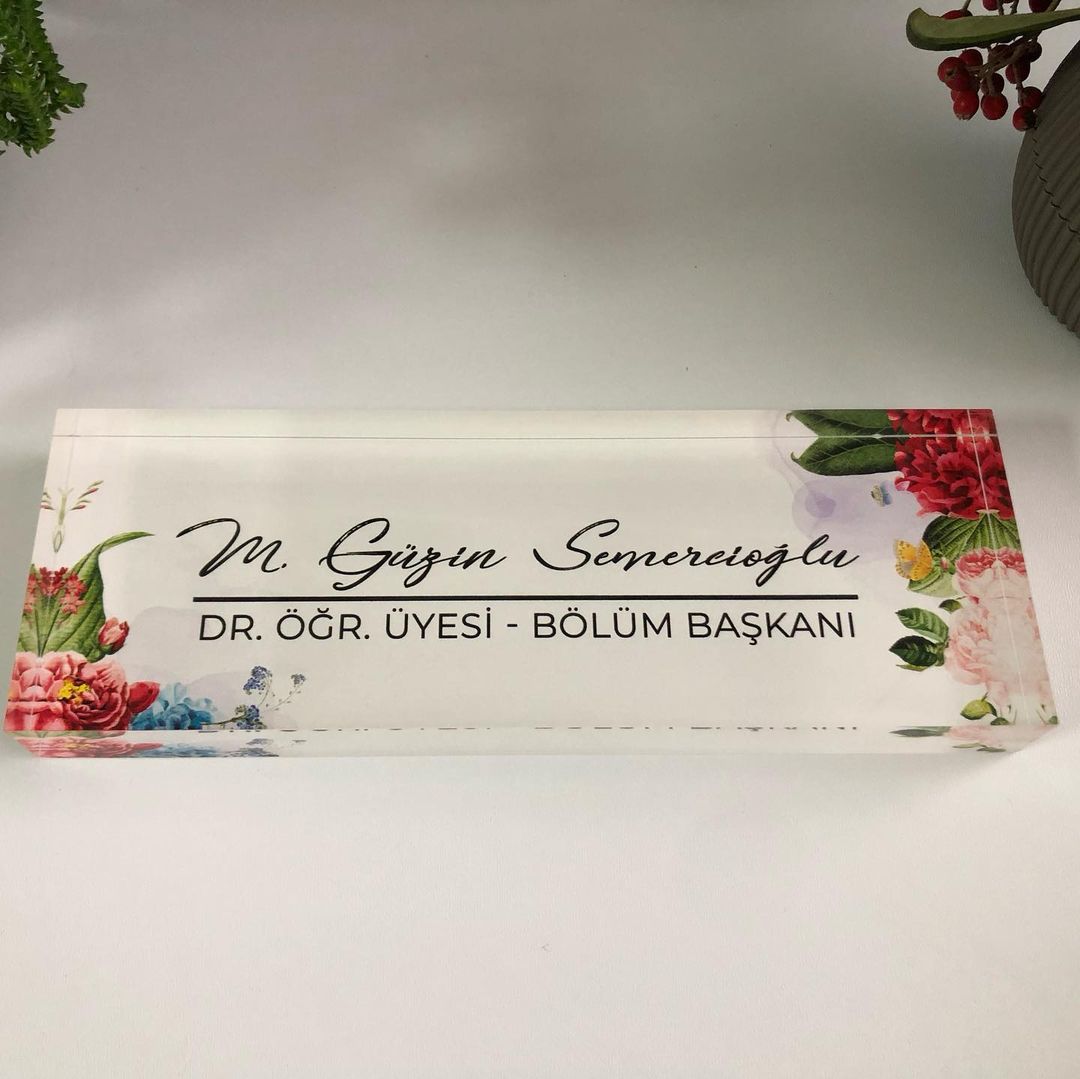 M. Güzin Semercioğlu
DR. ÖĞR. ÜYESİ - BÖLÜM BAŞKANI